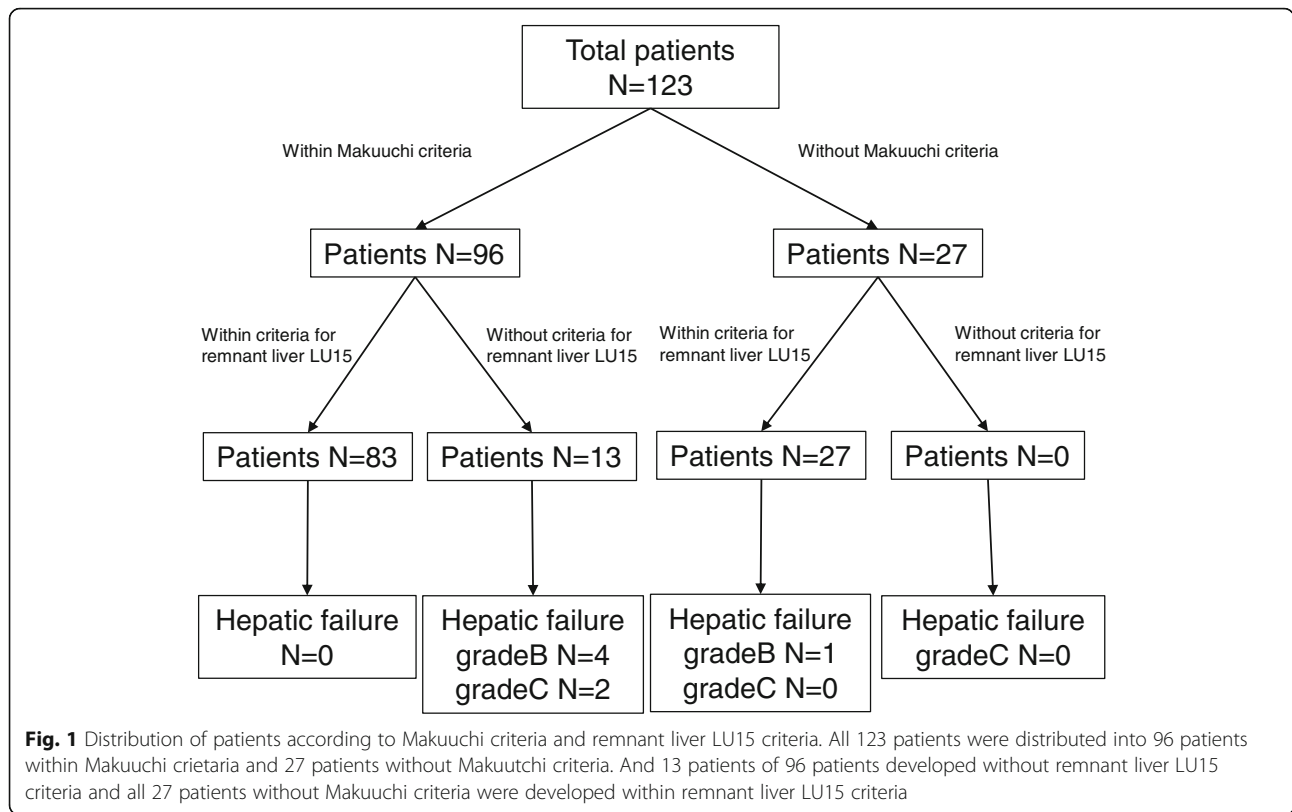 Total patients
N=123
Within Makuuchi criteria
Without Makuuchi criteria
Patients N=96
Patients N=27
Within criteria for
remnant liver LU15
Without criteria for
remnant liver LU15
Within criteria for
remnant liver LU15
Without criteria for
remnant liver LU15
Patients N=83
Patients N=13
Patients N=27
Patients N=0
Hepatic failure
N=0
Hepatic failure
gradeB N=4
gradeC N=2
Hepatic failure
gradeB N=1
gradeC N=0
Hepatic failure
gradeC N=0
Fig. 1 Distribution of patients according to Makuuchi criteria and remnant liver LU15 criteria. All 123 patients were distributed into 96 patients
within Makuuchi crietaria and 27 patients without Makuutchi criteria. And 13 patients of 96 patients developed without remnant liver LU15
criteria and all 27 patients without Makuuchi criteria were developed within remnant liver LU15 criteria